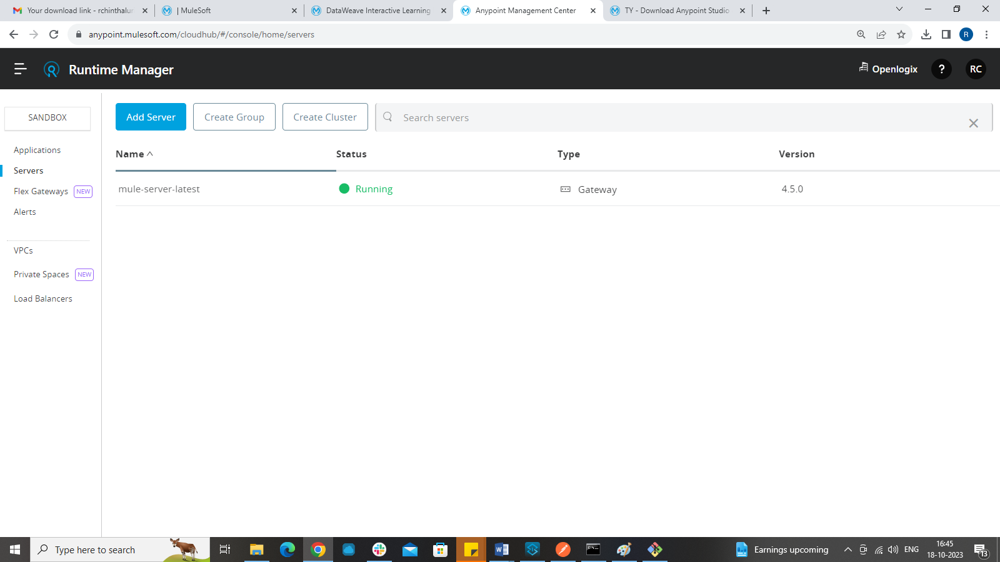 Your download link - rchinthalur
| MuleSoft
DataWeave Interactive Learning
Anypoint Management Center
TY - Download Anypoint Studio
anypoint.mulesoft.com/cloudhub/#/console/home/servers
R
Runtime Manager
Openlogix
?
RC
SANDBOX
Applications
Servers
Flex Gateways NEW
Alerts
VPCs
Private Spaces NEW
Load Balancers
Add Server
Create Group
Create Cluster
Search servers
Name Status Type Version
mule-server-latest Running Gateway 4.5.0
Type here to search
Earnings upcoming
ENG
16:45
18-10-2023
13